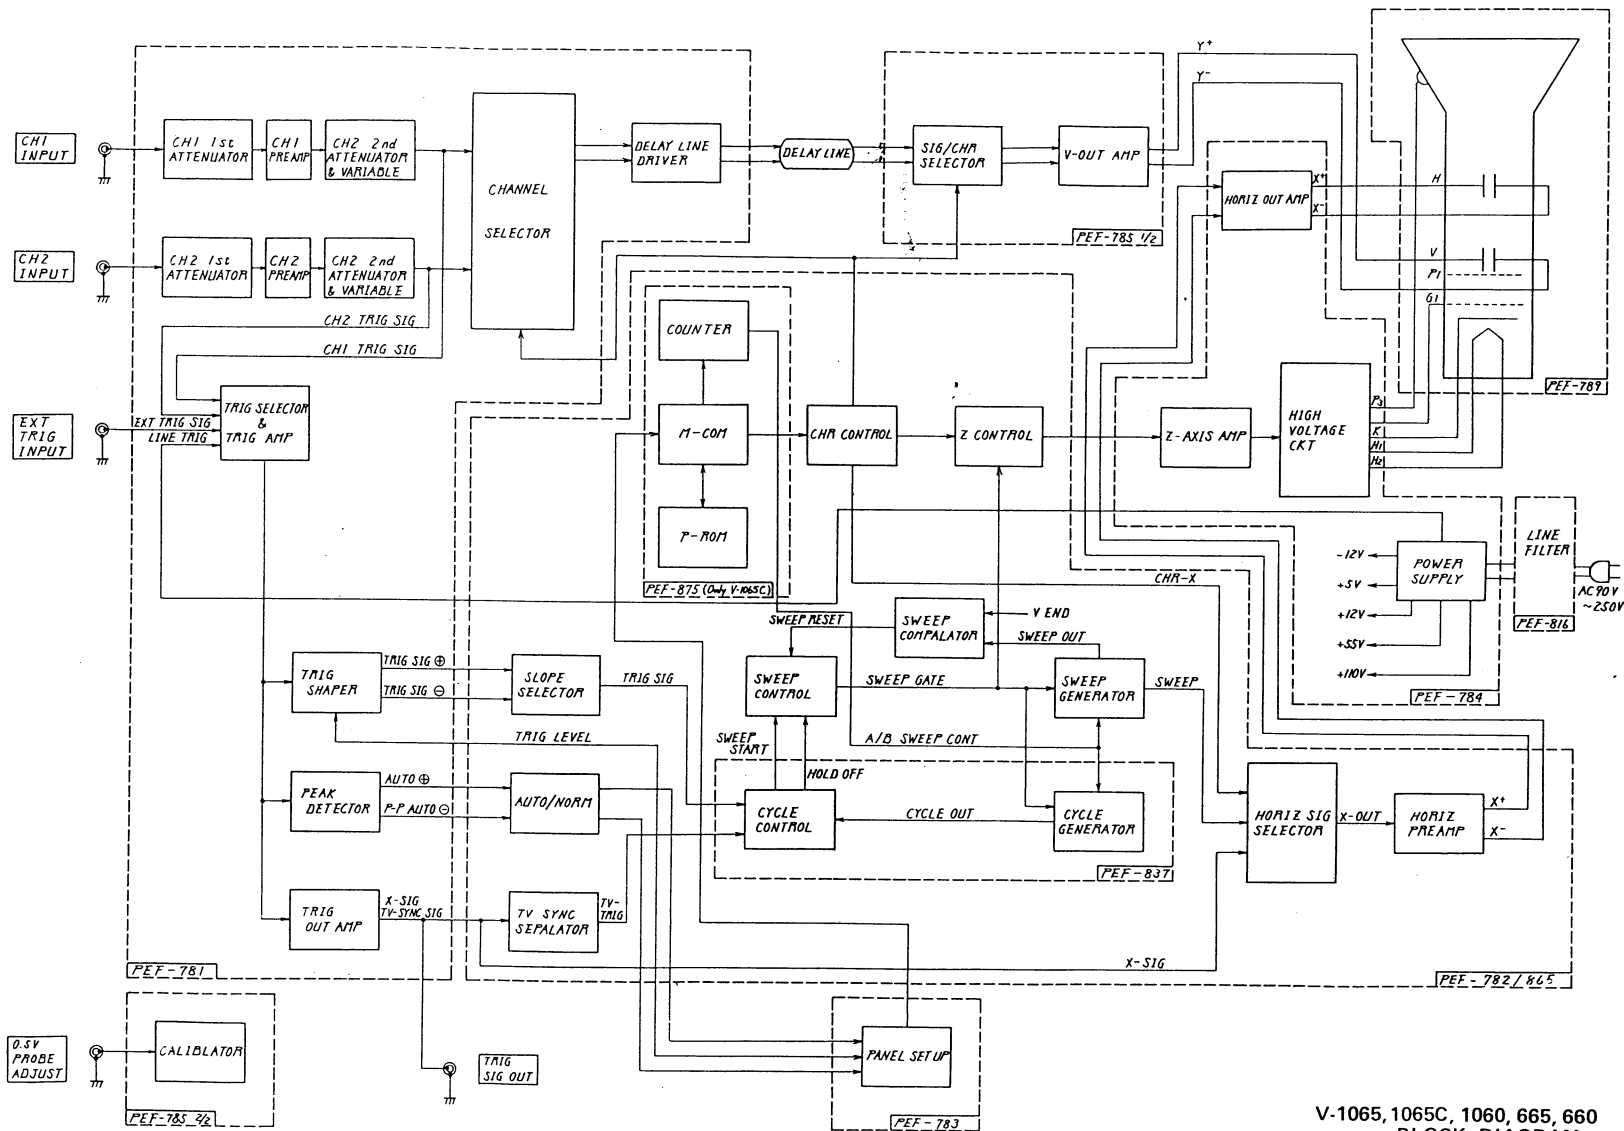 CH1
INPUT
CH1 1st
ATTENUATOR
CH1
PREAMP
CH2 2nd
ATTENUATOR
& VARIABLE
CHANNEL
SELECTOR
DELAY LINE
DRIVER
DELAY LINE
SIG/CHR
SELECTOR
V-OUT AMP
PEF-785 1/2
Y+
Y-
HORIZ OUT AMP
X+
X-
H
V
P1
G1
PEF-789
CH2
INPUT
CH2 1st
ATTENUATOR
CH2
PREAMP
CH2 2nd
ATTENUATOR
& VARIABLE
CH2 TRIG SIG
CH1 TRIG SIG
EXT
TRIG
INPUT
EXT TRIG SIG
LINE TRIG
TRIG SELECTOR
&
TRIG AMP
COUNTER
M-COM
P-ROM
PEF-875 (Only V-1065C)
CHR CONTROL
Z CONTROL
Z-AXIS AMP
HIGH
VOLTAGE
CKT
P3
K
H1
H2
-12V
+5V
+12V
+55V
+110V
POWER
SUPPLY
PEF-784
LINE
FILTER
PEF-816
AC90V
~250V
CHR-X
SWEEP RESET
SWEEP
COMPALATOR
V END
SWEEP OUT
TRIG
SHAPER
TRIG SIG ⊕
TRIG SIG ⊖
SLOPE
SELECTOR
TRIG SIG
SWEEP
CONTROL
SWEEP GATE
SWEEP
GENERATOR
SWEEP
TRIG LEVEL
SWEEP
START
A/B SWEEP CONT
HOLD OFF
PEAK
DETECTOR
AUTO ⊕
P-P AUTO ⊖
AUTO/NORM
CYCLE
CONTROL
CYCLE OUT
CYCLE
GENERATOR
PEF-837
HORIZ SIG
SELECTOR
X-OUT
HORIZ
PREAMP
X+
X-
TRIG
OUT AMP
X-SIG
TV-SYNC SIG
TV SYNC
SEPALATOR
TV-
TRIG
X-SIG
PEF-781
PEF-782/865
0.5V
PROBE
ADJUST
CALIBLATOR
PEF-785 2/2
TRIG
SIG OUT
PANEL SET UP
PEF-783
V-1065, 1065C, 1060, 665, 660
BLOCK DIAGRAM